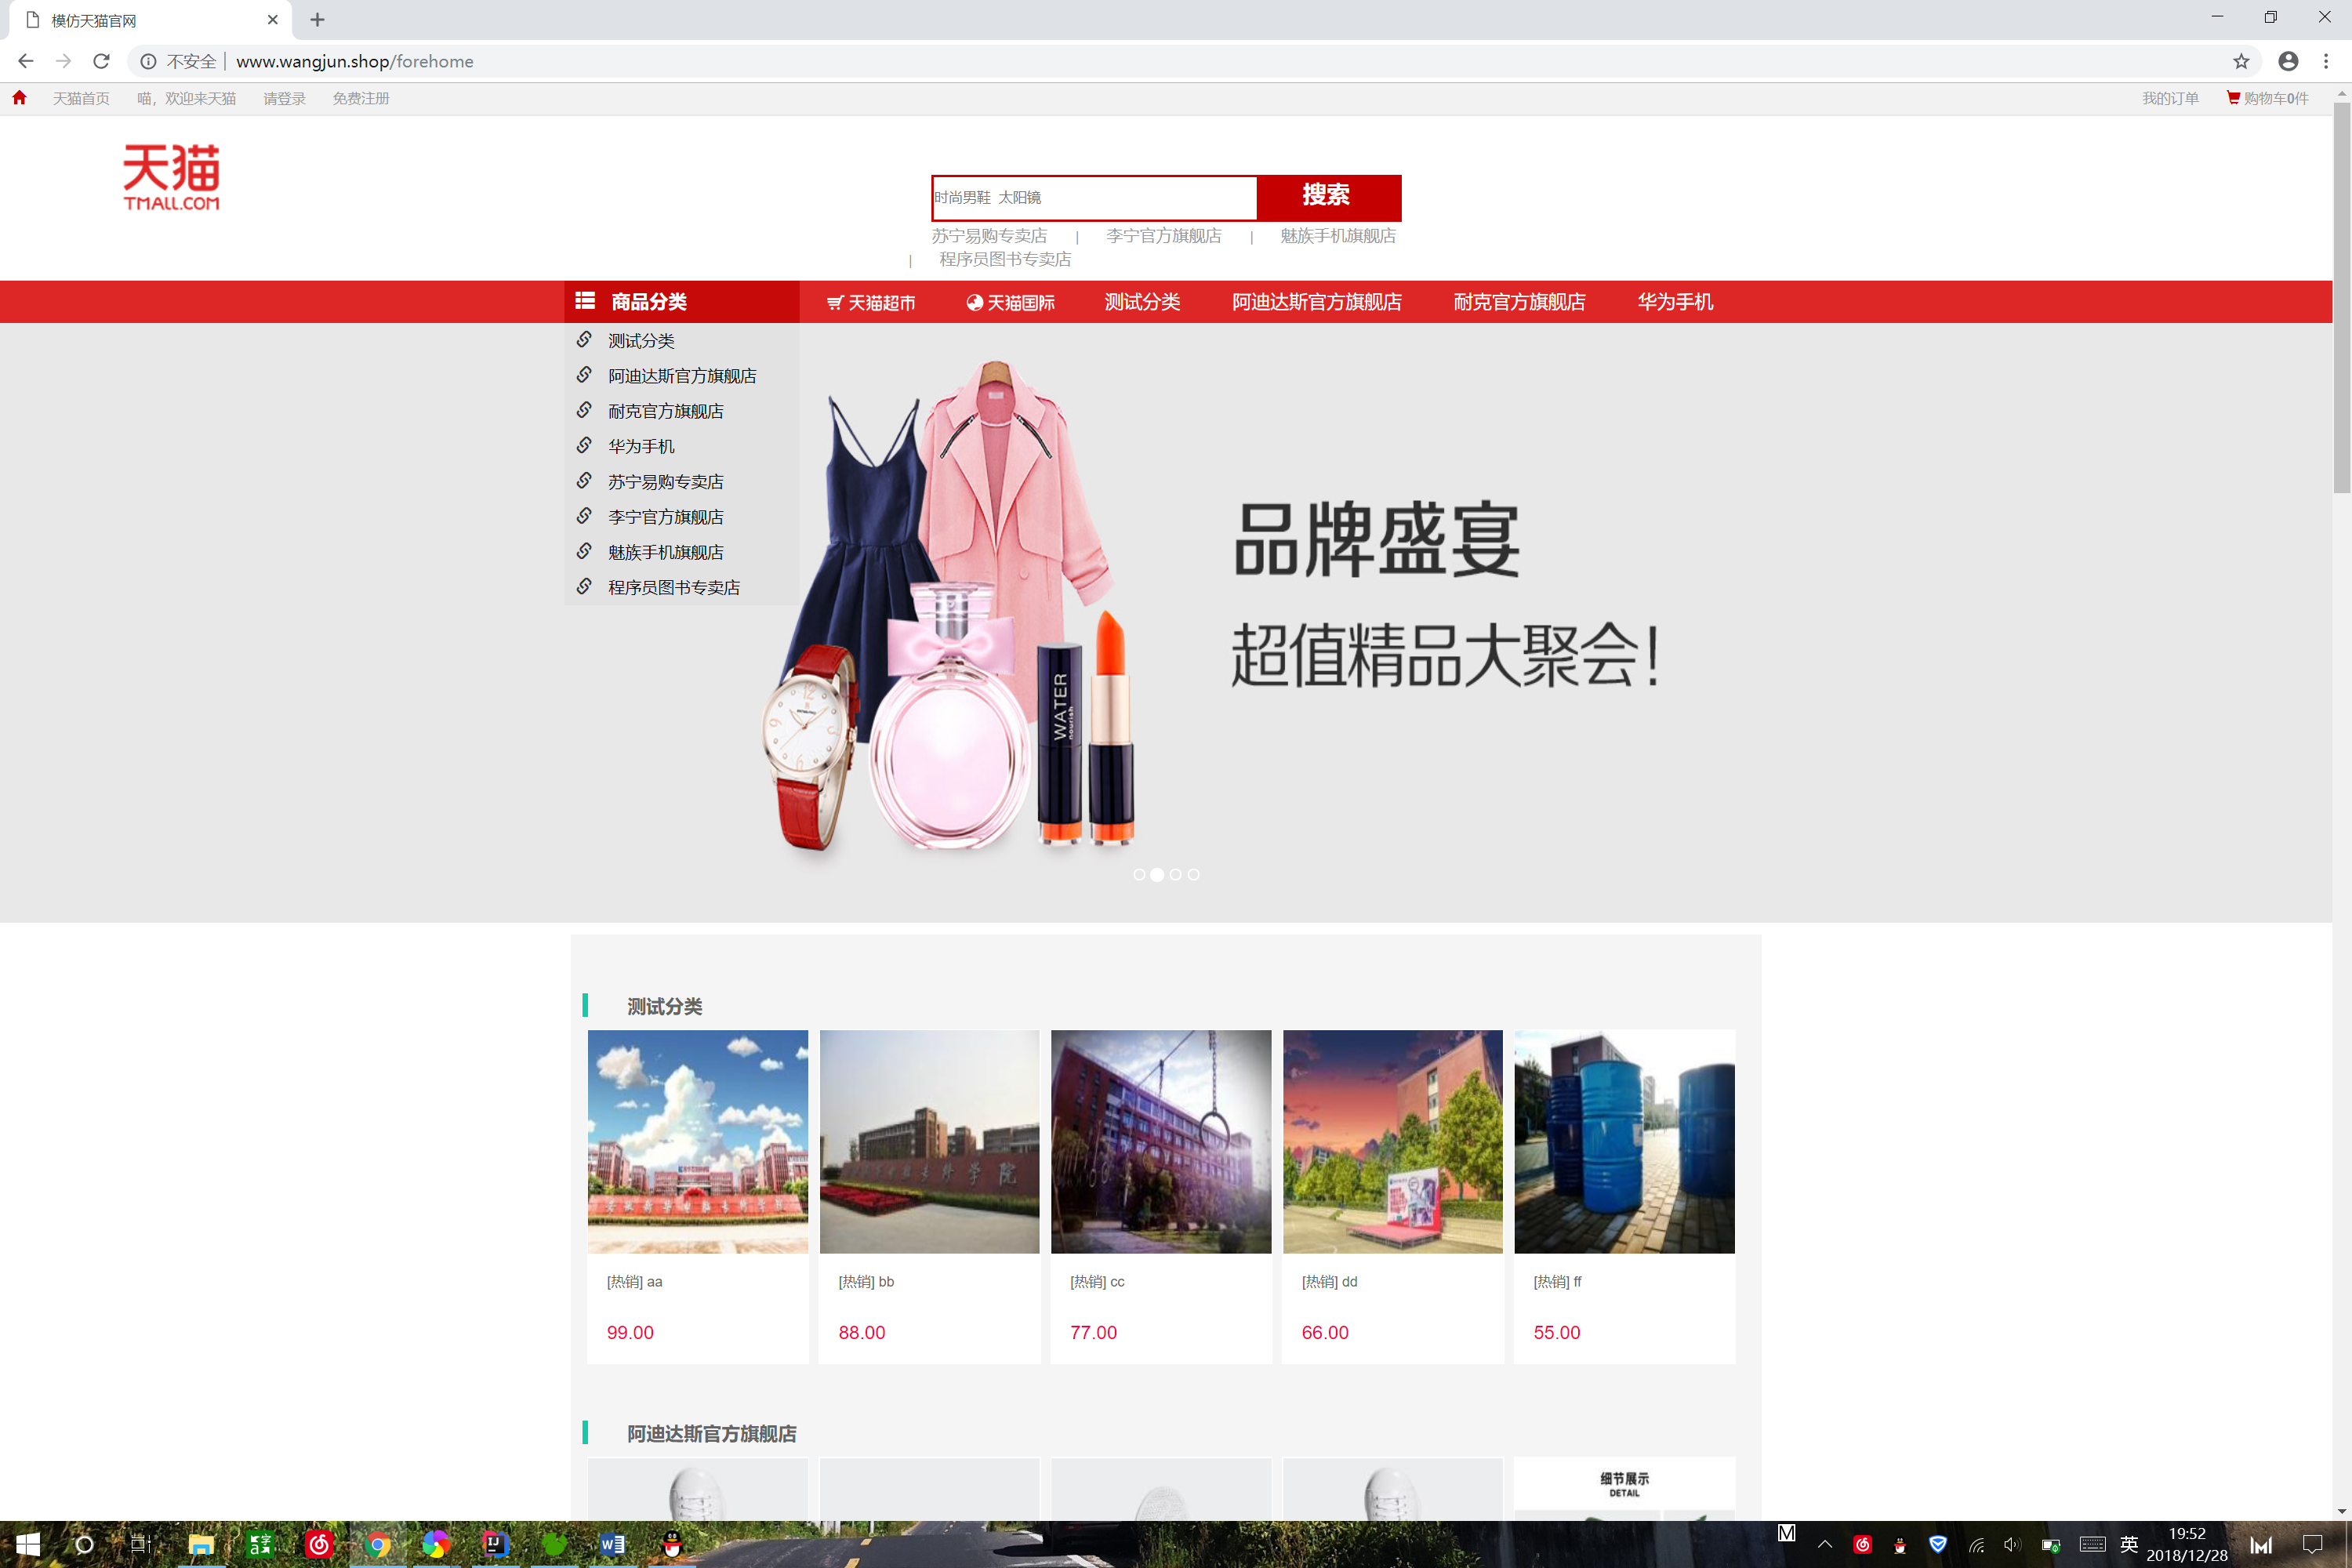 模仿天猫官网
不安全 | www.wangjun.shop/forehome
天猫首页 喵，欢迎来天猫 请登录 免费注册 我的订单 购物车0件
天猫
TMALL.COM
时尚男鞋 太阳镜 搜索
苏宁易购专卖店 | 李宁官方旗舰店 | 魅族手机旗舰店
| 程序员图书专卖店
商品分类 天猫超市 天猫国际 测试分类 阿迪达斯官方旗舰店 耐克官方旗舰店 华为手机
测试分类
阿迪达斯官方旗舰店
耐克官方旗舰店
华为手机
苏宁易购专卖店
李宁官方旗舰店
魅族手机旗舰店
程序员图书专卖店
品牌盛宴
超值精品大聚会！
WATER
nourish
测试分类
[热销] aa [热销] bb [热销] cc [热销] dd [热销] ff
99.00 88.00 77.00 66.00 55.00
阿迪达斯官方旗舰店
细节展示
DETAIL
英
19:52
2018/12/28